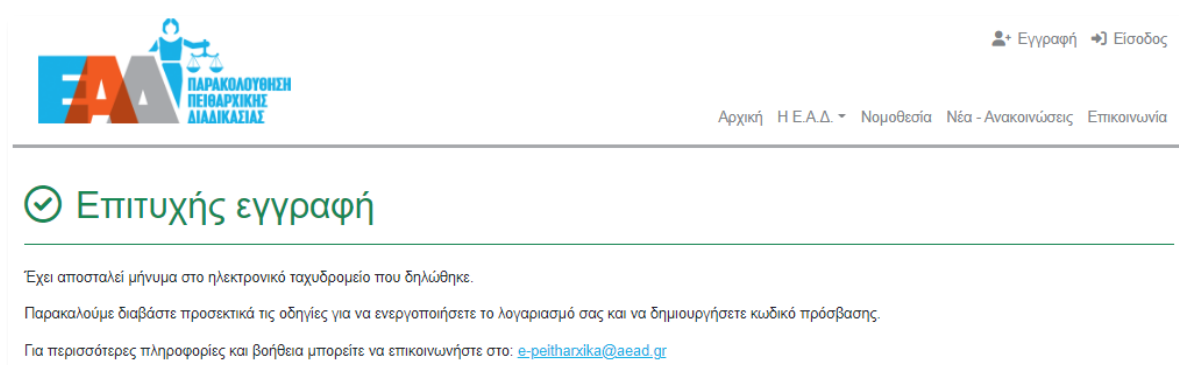 Εγγραφή Είσοδος
ΕΑΔ
ΠΑΡΑΚΟΛΟΥΘΗΣΗ
ΠΕΙΘΑΡΧΙΚΗΣ
ΔΙΑΔΙΚΑΣΙΑΣ
Αρχική Η Ε.Α.Δ. Νομοθεσία Νέα - Ανακοινώσεις Επικοινωνία
Επιτυχής εγγραφή
Έχει αποσταλεί μήνυμα στο ηλεκτρονικό ταχυδρομείο που δηλώθηκε.
Παρακαλούμε διαβάστε προσεκτικά τις οδηγίες για να ενεργοποιήσετε το λογαριασμό σας και να δημιουργήσετε κωδικό πρόσβασης.
Για περισσότερες πληροφορίες και βοήθεια μπορείτε να επικοινωνήστε στο: e-peitharxika@aead.gr